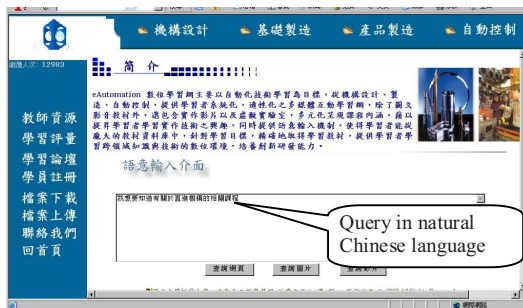 機構設計 基礎製造 產品製造 自動控制
瀏覽人次: 12983
簡 介
教師資源
學習評量
學習論壇
學員註冊
檔案下載
檔案上傳
聯絡我們
回首頁
eAutomation 數位學習網主要以自動化技術學習為目標，從機構設計、製
造、自動控制，提供學習者系統化、適性化之多媒體互動學習網，除了圖文
影音教材外，還包含實作影片以及虛擬實驗室，多元化呈現課程內涵，藉以
提昇學習者學習實作技術之興趣，同時提供語意輸入機制，使得學習者能從
龐大的教材資料庫中，針對學習目標，精確地取得學習教材，提供學習者學
習跨領域知識與技術的數位環境，培養創新研發能力。
語意輸入介面
我想要知道有關於直進機構的相關課程
Query in natural
Chinese language
查詢網頁 查詢圖片 查詢影片